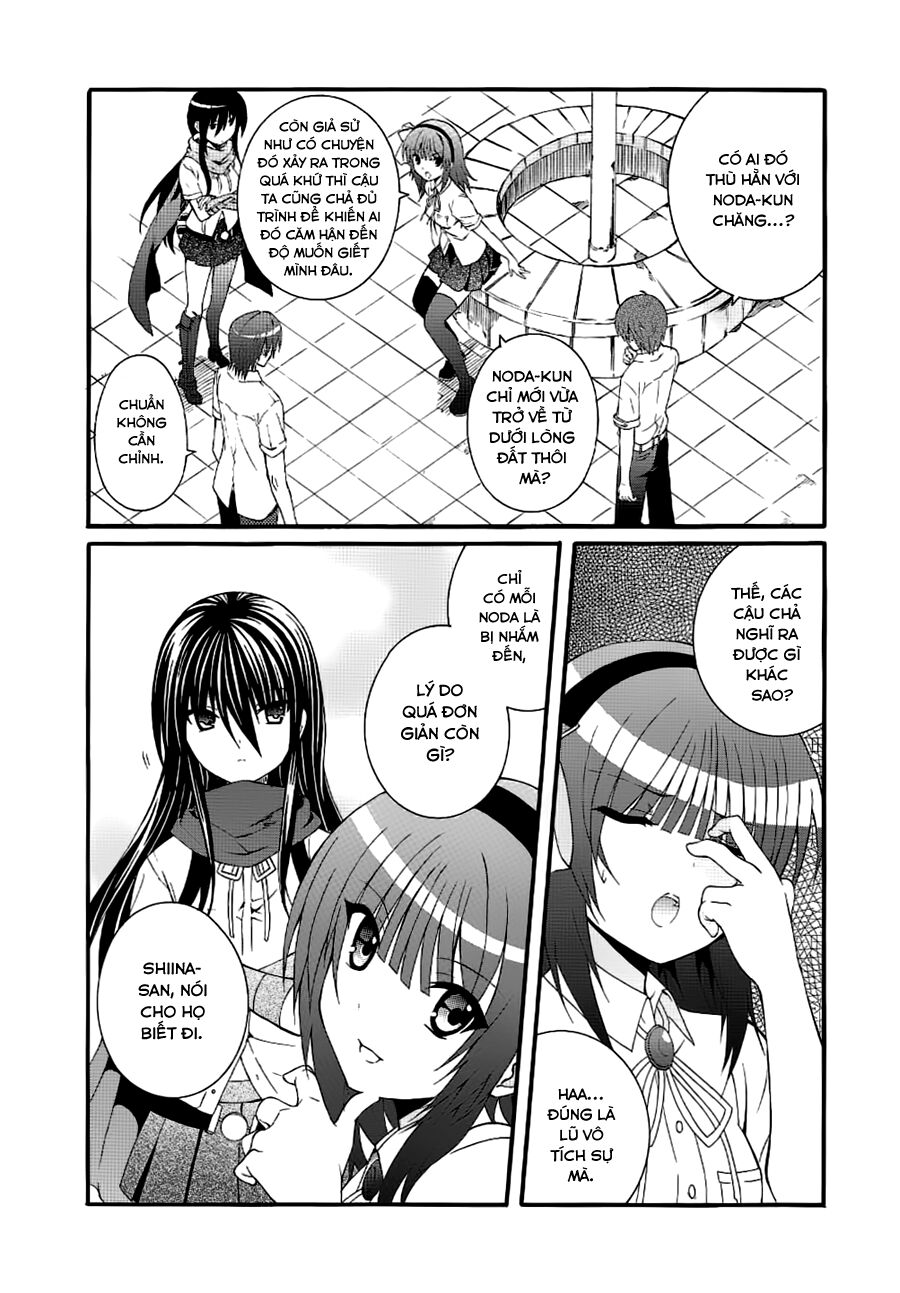 CÓ AI ĐÓ
THÙ HẰN VỚI
NODA-KUN
CHĂNG...?
NODA-KUN
CHỈ MỚI VỪA
TRỞ VỀ TỪ
DƯỚI LÒNG
ĐẤT THÔI
MÀ?
CÒN GIẢ SỬ
NHƯ CÓ CHUYỆN
ĐÓ XẢY RA TRONG
QUÁ KHỨ THÌ CẬU
TA CŨNG CHẢ ĐỦ
TRÌNH ĐỂ KHIẾN AI
ĐÓ CĂM HẬN ĐẾN
ĐỘ MUỐN GIẾT
MÌNH ĐÂU.
CHUẨN
KHÔNG
CẦN
CHỈNH.
THẾ, CÁC
CẬU CHẢ
NGHĨ RA
ĐƯỢC GÌ
KHÁC
SAO?
HAA...
ĐÚNG LÀ
LŨ VÔ
TÍCH SỰ
MÀ.
CHỈ
CÓ MỖI
NODA LÀ
BỊ NHẮM
ĐẾN,
LÝ DO
QUÁ ĐƠN
GIẢN CÒN
GÌ?
SHIINA-
SAN, NÓI
CHO HỌ
BIẾT ĐI.